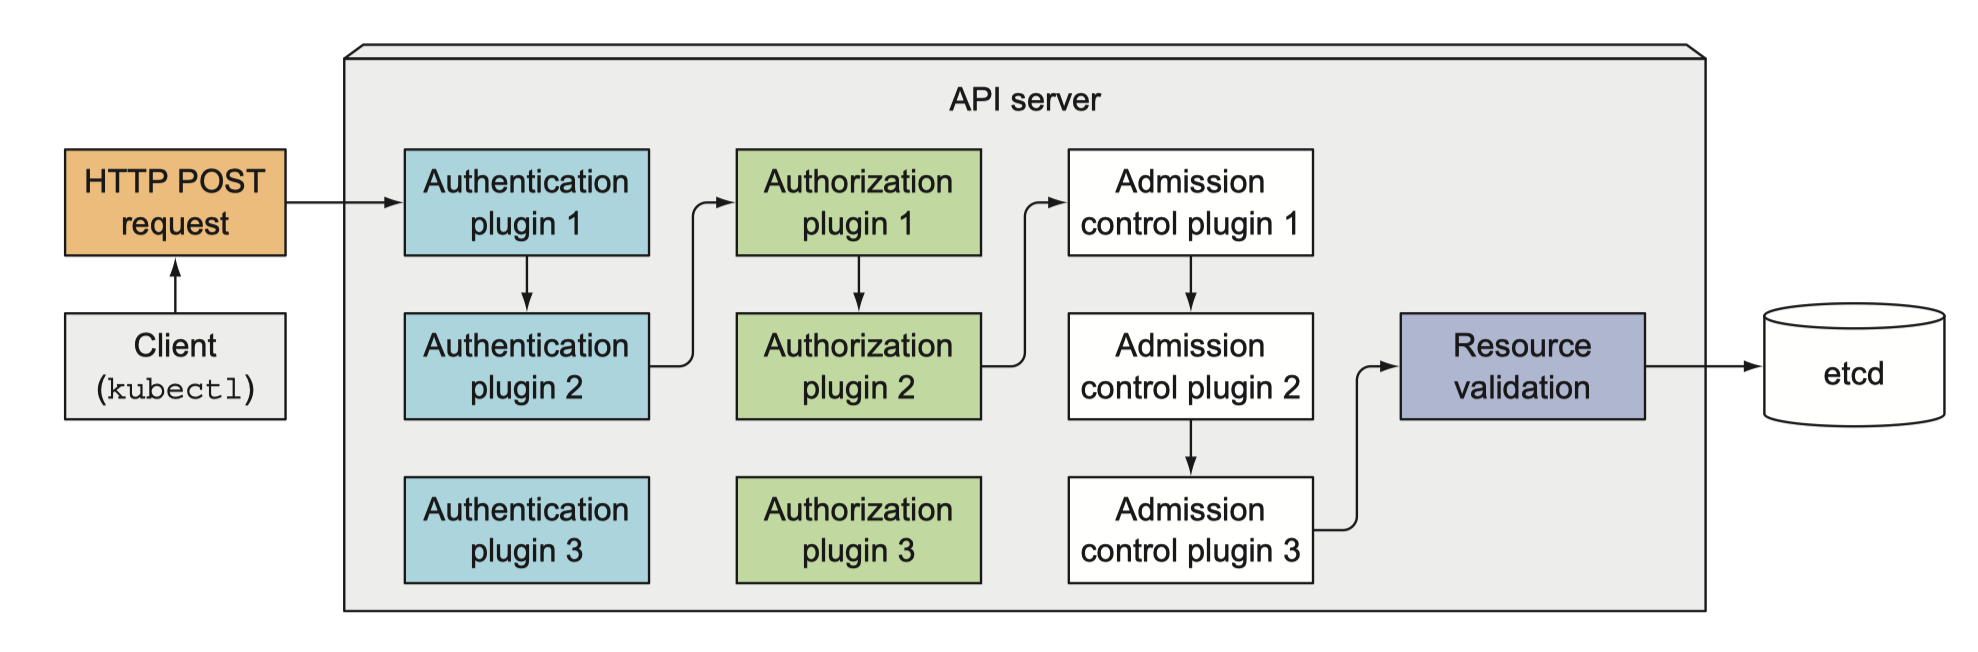 API server
HTTP POST
request
Client
(kubectl)
Authentication
plugin 1
Authentication
plugin 2
Authentication
plugin 3
Authorization
plugin 1
Authorization
plugin 2
Authorization
plugin 3
Admission
control plugin 1
Admission
control plugin 2
Admission
control plugin 3
Resource
validation
etcd